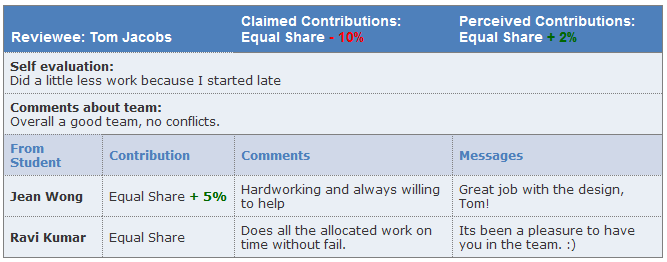 Reviewee: Tom Jacobs
Claimed Contributions:
Equal Share - 10%
Perceived Contributions:
Equal Share + 2%
Self evaluation:
Did a little less work because I started late
Comments about team:
Overall a good team, no conflicts.
From
Student
Contribution
Comments
Messages
Jean Wong
Equal Share + 5%
Hardworking and always willing
to help
Great job with the design,
Tom!
Ravi Kumar
Equal Share
Does all the allocated work on
time without fail.
Its been a pleasure to have
you in the team. :)